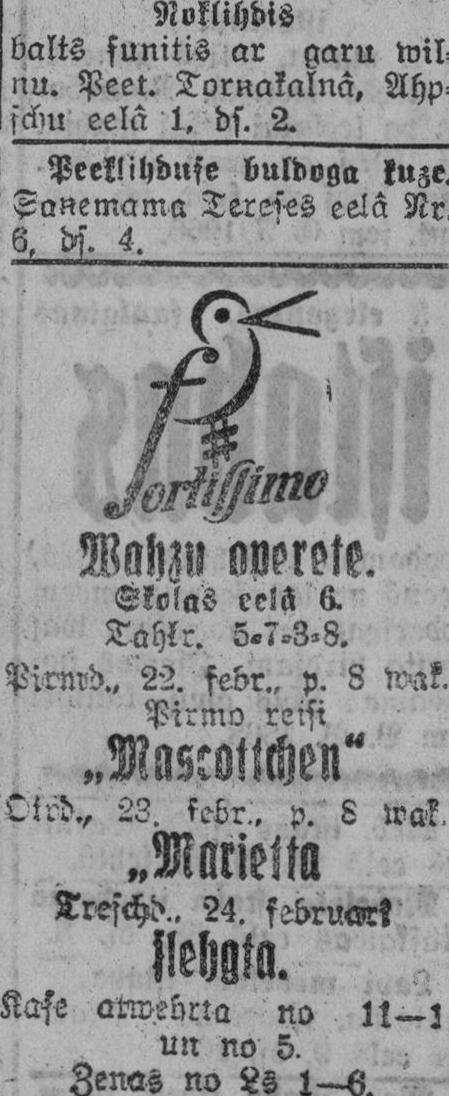 Noklihdis
balts funitis ar garu wil-
nu. Peet. Tornakalnâ, Ahp-
schu eelâ 1, ds. 2.
Peeklihduse buldoga kuze.
Saņemama Tereses eelâ Nr.
6, ds. 4.
Fortissimo
Wahzu operete.
Skolas eelâ 6.
Tahlr. 5-7-3-8.
Pirmd., 22. febr., p. 8 wak.
Pirmo reisi
„Mascottchen“
Otrd., 23. febr., p. 8 wak.
„Marietta
Treschd., 24. februarî
slehgta.
Kase atwehrta no 11—1
un no 5.
Zenas no Ls 1—6.